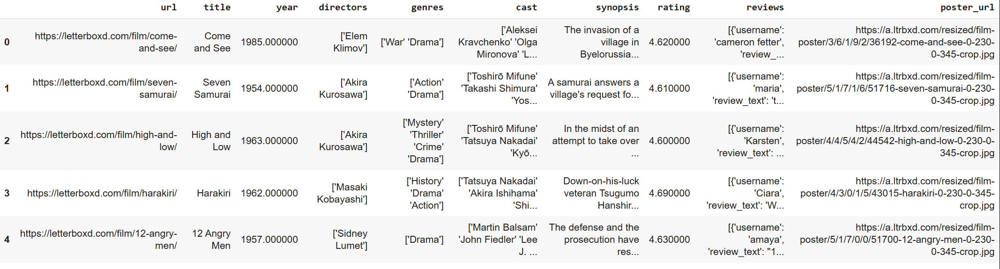 url title year directors genres cast synopsis rating reviews poster_url
0 https://letterboxd.com/film/come-and-see/ Come and See 1985.000000 ['Elem Klimov'] ['War' 'Drama'] ['Aleksei Kravchenko' 'Olga Mironova' 'L... The invasion of a village in Byelorussia... 4.620000 [{'username': 'cameron fetter', 'review_... https://a.ltrbxd.com/resized/film-poster/3/6/1/9/2/36192-come-and-see-0-230-0-345-crop.jpg
1 https://letterboxd.com/film/seven-samurai/ Seven Samurai 1954.000000 ['Akira Kurosawa'] ['Action' 'Drama'] ['Toshirō Mifune' 'Takashi Shimura' 'Yos... A samurai answers a village's request fo... 4.610000 [{'username': 'maria', 'review_text': 't... https://a.ltrbxd.com/resized/film-poster/5/1/7/1/6/51716-seven-samurai-0-230-0-345-crop.jpg
2 https://letterboxd.com/film/high-and-low/ High and Low 1963.000000 ['Akira Kurosawa'] ['Mystery' 'Thriller' 'Crime' 'Drama'] ['Toshirō Mifune' 'Tatsuya Nakadai' 'Kyō... In the midst of an attempt to take over ... 4.600000 [{'username': 'Karsten', 'review_text': ... https://a.ltrbxd.com/resized/film-poster/4/4/5/4/2/44542-high-and-low-0-230-0-345-crop.jpg
3 https://letterboxd.com/film/harakiri/ Harakiri 1962.000000 ['Masaki Kobayashi'] ['History' 'Drama' 'Action'] ['Tatsuya Nakadai' 'Akira Ishihama' 'Shi... Down-on-his-luck veteran Tsugumo Hanshir... 4.690000 [{'username': 'Ciara', 'review_text': 'W... https://a.ltrbxd.com/resized/film-poster/4/3/0/1/5/43015-harakiri-0-230-0-345-crop.jpg
4 https://letterboxd.com/film/12-angry-men/ 12 Angry Men 1957.000000 ['Sidney Lumet'] ['Drama'] ['Martin Balsam' 'John Fiedler' 'Lee J. ... The defense and the prosecution have res... 4.630000 [{'username': 'amaya', 'review_text': "1... https://a.ltrbxd.com/resized/film-poster/5/1/7/0/0/51700-12-angry-men-0-230-0-345-crop.jpg